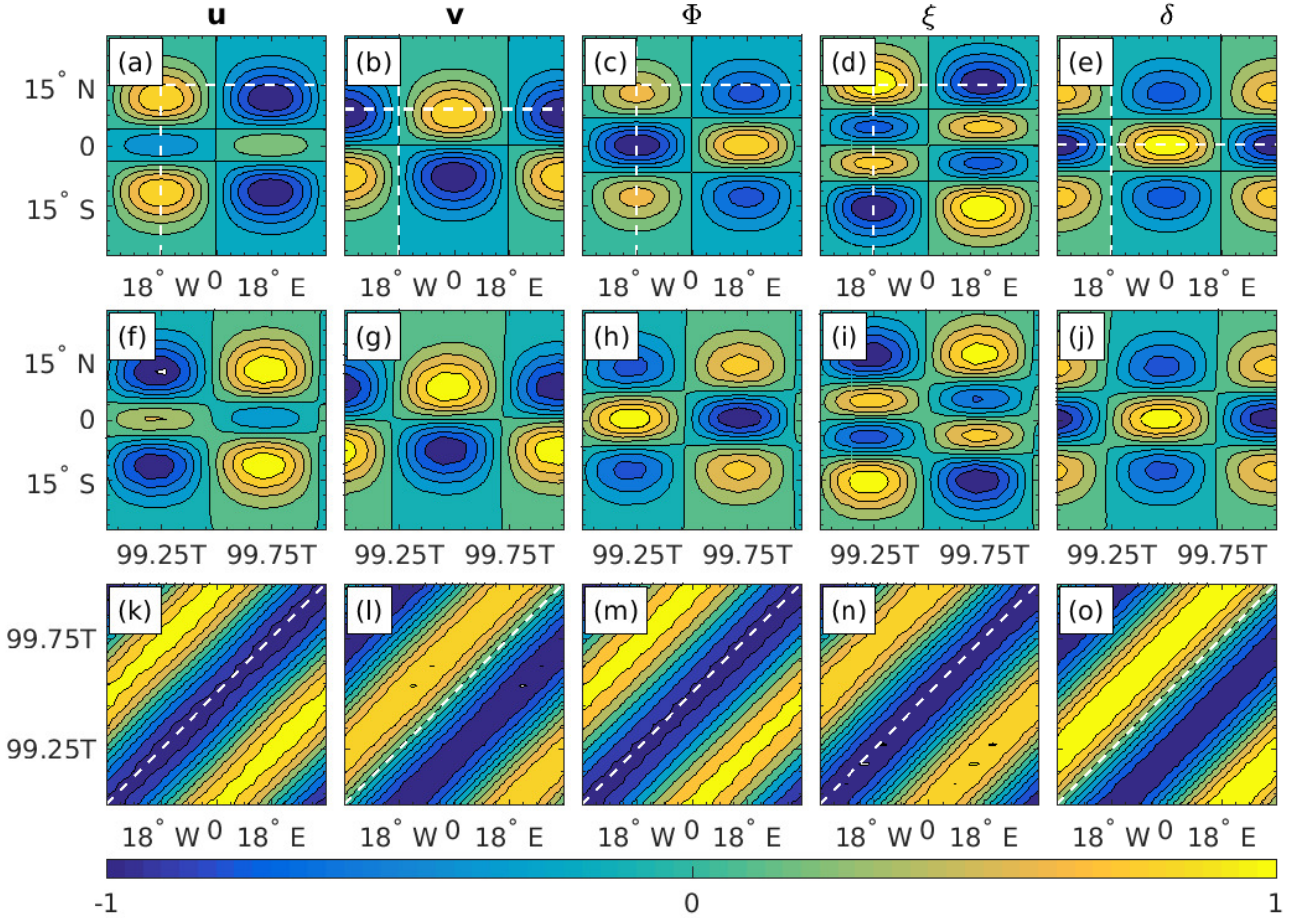 u v Φ ξ δ
(a) (b) (c) (d) (e)
15° N
0
15° S
18° W 0 18° E 18° W 0 18° E 18° W 0 18° E 18° W 0 18° E 18° W 0 18° E
(f) (g) (h) (i) (j)
15° N
0
15° S
99.25T 99.75T 99.25T 99.75T 99.25T 99.75T 99.25T 99.75T 99.25T 99.75T
(k) (l) (m) (n) (o)
99.75T
99.25T
18° W 0 18° E 18° W 0 18° E 18° W 0 18° E 18° W 0 18° E 18° W 0 18° E
-1 0 1